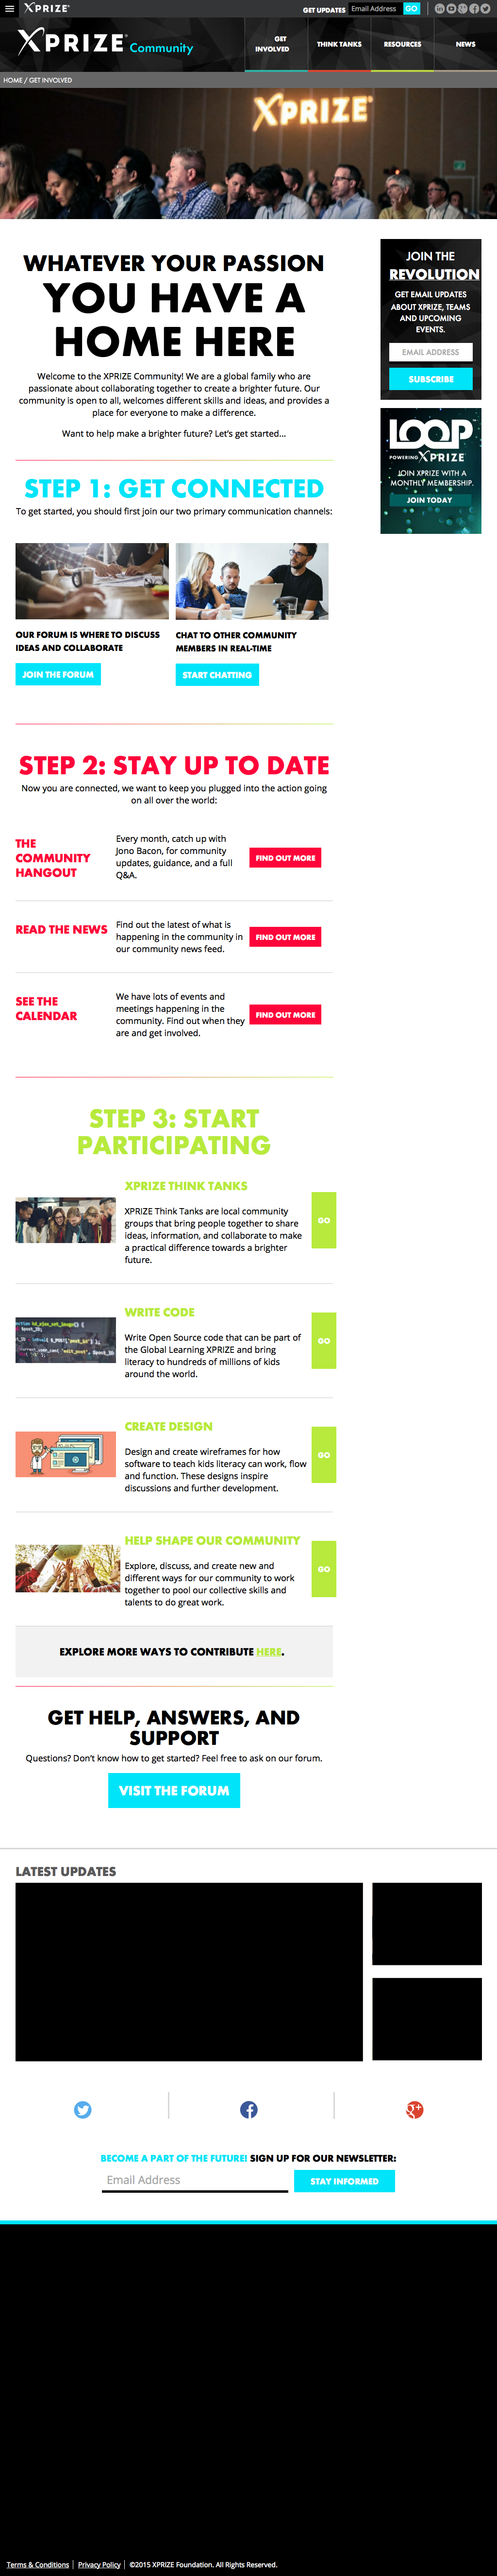 XPRIZE
GET UPDATES
Email Address
GO
XPRIZE Community
GET
INVOLVED
THINK TANKS
RESOURCES
NEWS
HOME / GET INVOLVED
XPRIZE
WHATEVER YOUR PASSION
YOU HAVE A
HOME HERE
Welcome to the XPRIZE Community! We are a global family who are
passionate about collaborating together to create a brighter future. Our
community is open to all, welcomes different skills and ideas, and provides a
place for everyone to make a difference.
Want to help make a brighter future? Let's get started...
JOIN THE
REVOLUTION
GET EMAIL UPDATES
ABOUT XPRIZE, TEAMS
AND UPCOMING
EVENTS.
EMAIL ADDRESS
SUBSCRIBE
LOOP
POWERING XPRIZE
JOIN XPRIZE WITH A
MONTHLY MEMBERSHIP.
JOIN TODAY
STEP 1: GET CONNECTED
To get started, you should first join our two primary communication channels:
OUR FORUM IS WHERE TO DISCUSS
IDEAS AND COLLABORATE
JOIN THE FORUM
CHAT TO OTHER COMMUNITY
MEMBERS IN REAL-TIME
START CHATTING
STEP 2: STAY UP TO DATE
Now you are connected, we want to keep you plugged into the action going
on all over the world:
THE
COMMUNITY
HANGOUT
Every month, catch up with
Jono Bacon, for community
updates, guidance, and a full
Q&A.
FIND OUT MORE
READ THE NEWS
Find out the latest of what is
happening in the community in
our community news feed.
FIND OUT MORE
SEE THE
CALENDAR
We have lots of events and
meetings happening in the
community. Find out when they
are and get involved.
FIND OUT MORE
STEP 3: START
PARTICIPATING
XPRIZE THINK TANKS
XPRIZE Think Tanks are local community
groups that bring people together to share
ideas, information, and collaborate to make
a practical difference towards a brighter
future.
GO
WRITE CODE
Write Open Source code that can be part of
the Global Learning XPRIZE and bring
literacy to hundreds of millions of kids
around the world.
GO
CREATE DESIGN
Design and create wireframes for how
software to teach kids literacy can work, flow
and function. These designs inspire
discussions and further development.
GO
HELP SHAPE OUR COMMUNITY
Explore, discuss, and create new and
different ways for our community to work
together to pool our collective skills and
talents to do great work.
GO
EXPLORE MORE WAYS TO CONTRIBUTE HERE.
GET HELP, ANSWERS, AND
SUPPORT
Questions? Don't know how to get started? Feel free to ask on our forum.
VISIT THE FORUM
LATEST UPDATES
BECOME A PART OF THE FUTURE! SIGN UP FOR OUR NEWSLETTER:
Email Address
STAY INFORMED
Terms & Conditions
Privacy Policy
©2015 XPRIZE Foundation. All Rights Reserved.